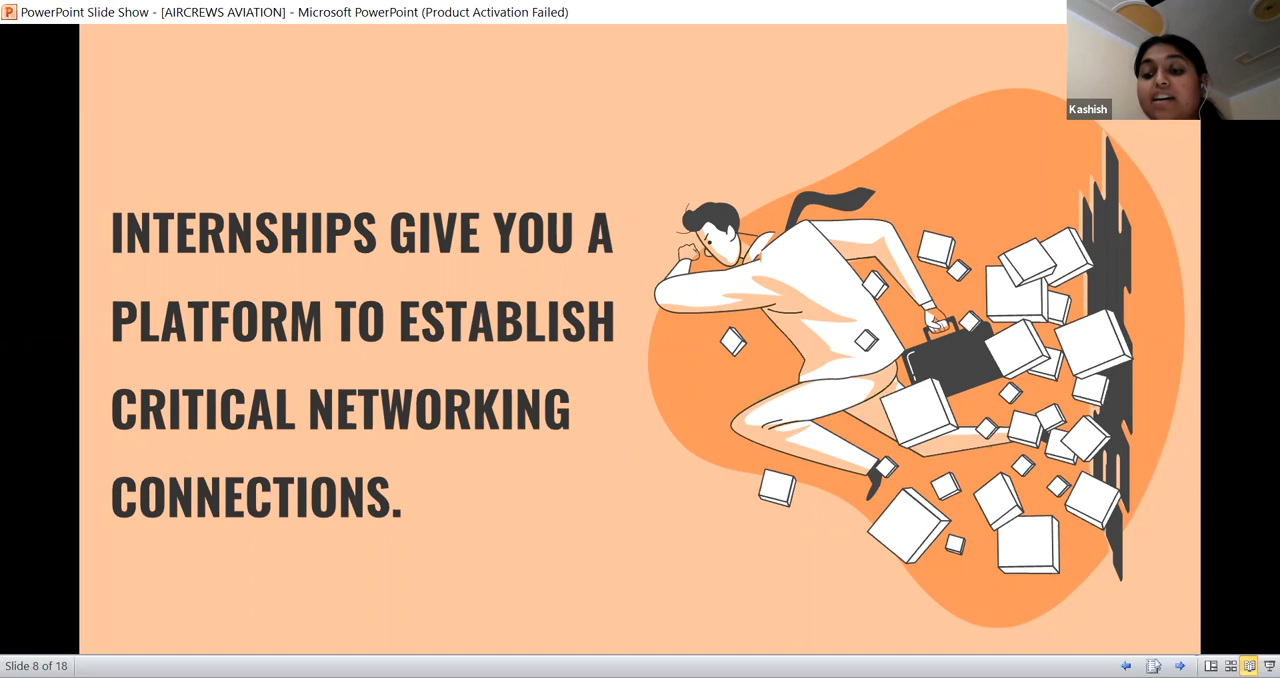 PowerPoint Slide Show - [AIRCREWS AVIATION] - Microsoft PowerPoint (Product Activation Failed)
Kashish
INTERNSHIPS GIVE YOU A
PLATFORM TO ESTABLISH
CRITICAL NETWORKING
CONNECTIONS.
Slide 8 of 18